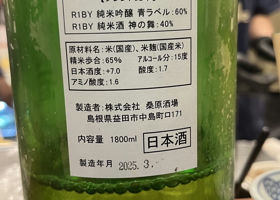 R1BY 純米吟醸 青ラベル:60%
R1BY 純米酒 神の舞:40%
原材料名:米(国産)、米麹(国産米)
精米歩合:65% アルコール分:15度
日本酒度:+7.0 酸度:1.7
アミノ酸:1.6
製造者:株式会社 桑原酒場
島根県益田市中島町ロ171
内容量 1800ml 日本酒
製造年月 2025.3.